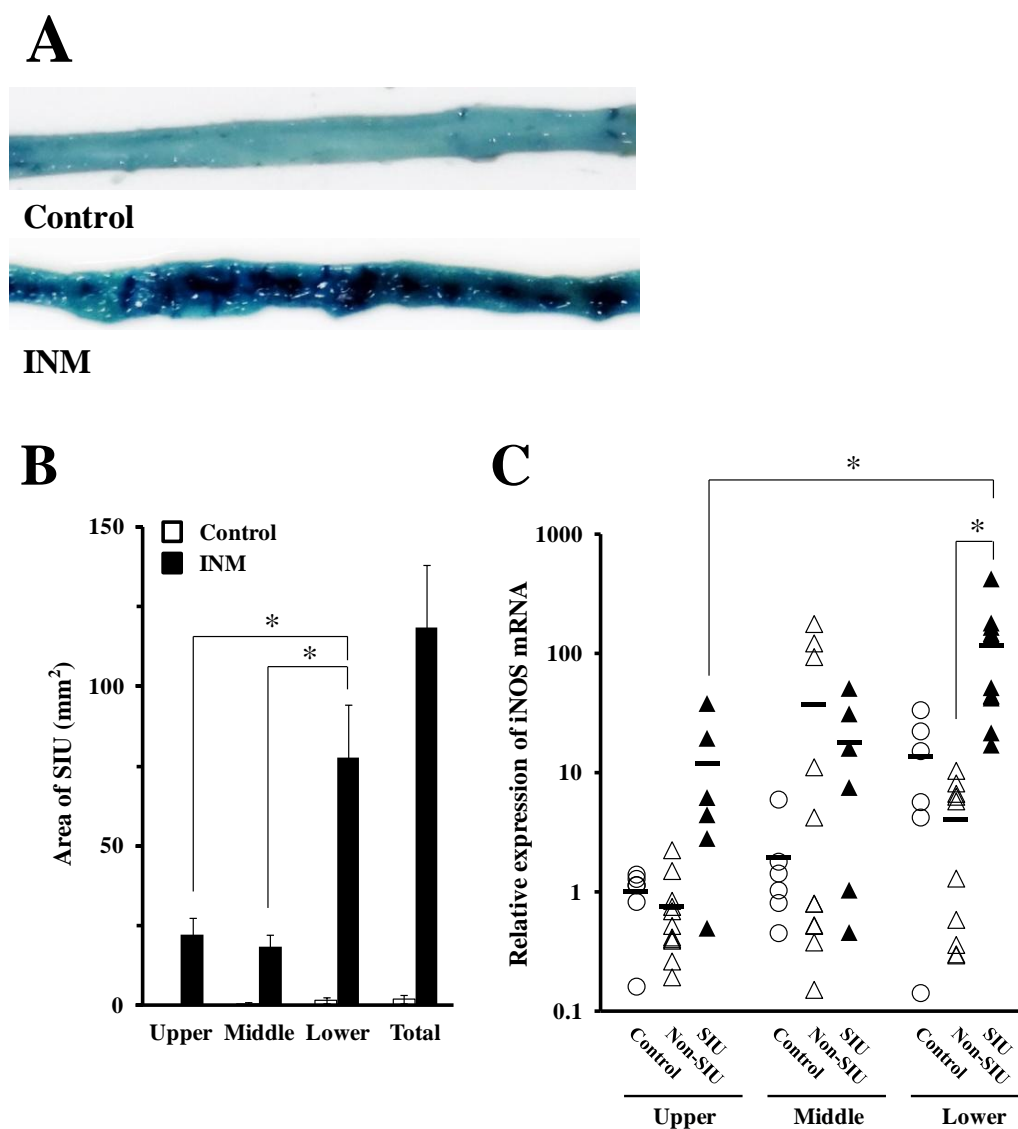 A
Control
INM
B
Area of SIU (mm²)
150
100
50
0
Control
INM
*
*
Upper Middle Lower Total
C
Relative expression of iNOS mRNA
1000
100
10
1
0.1
*
*
Control Non-SIU SIU Control Non-SIU SIU Control Non-SIU SIU
Upper Middle Lower